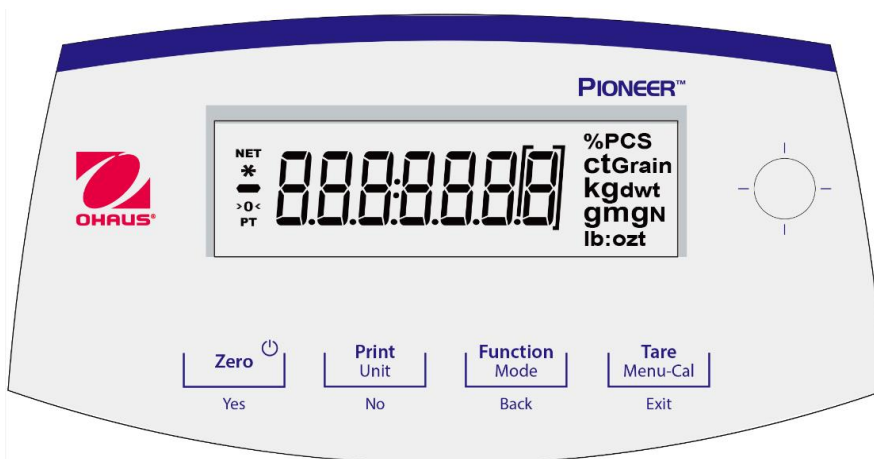 PIONEER™
NET
*
>0<
PT
8.8.8:8.8.8.[8]
%PCS
ctGrain
kgdwt
gmgN
lb:ozt
OHAUS®
Zero
Print
Unit
Function
Mode
Tare
Menu-Cal
Yes
No
Back
Exit